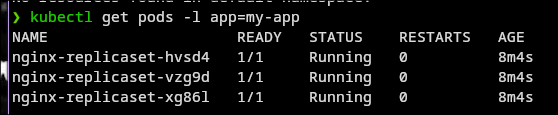 ❯ kubectl get pods -l app=my-app
NAME READY STATUS RESTARTS AGE
nginx-replicaset-hvsd4 1/1 Running 0 8m4s
nginx-replicaset-vzg9d 1/1 Running 0 8m4s
nginx-replicaset-xg86l 1/1 Running 0 8m4s